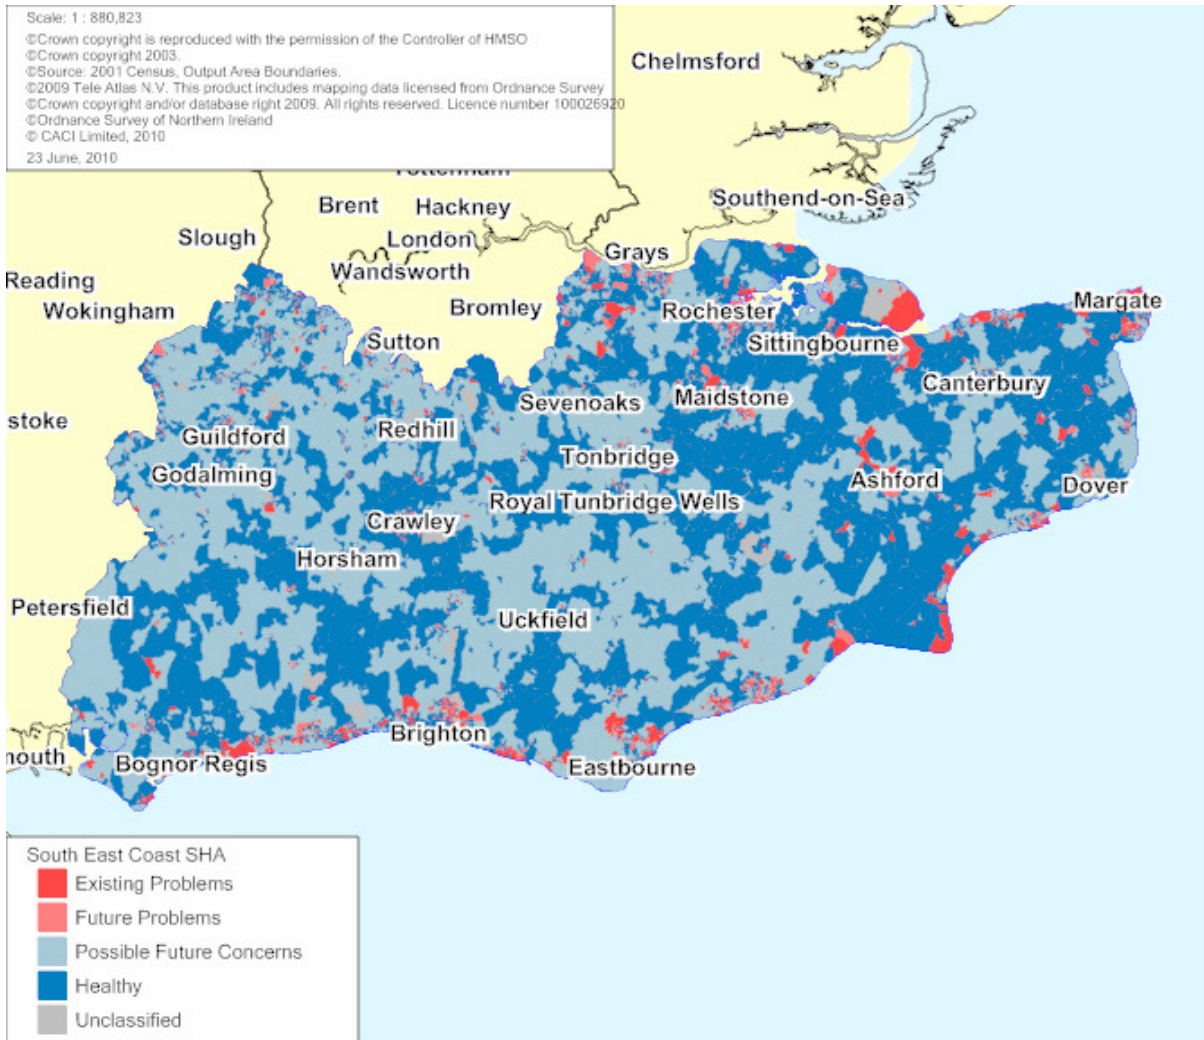 Scale: 1 : 880,823
©Crown copyright is reproduced with the permission of the Controller of HMSO
©Crown copyright 2003.
©Source: 2001 Census, Output Area Boundaries.
©2009 Tele Atlas N.V. This product includes mapping data licensed from Ordnance Survey
©Crown copyright and/or database right 2009. All rights reserved. Licence number 100026920
©Ordnance Survey of Northern Ireland
© CACI Limited, 2010
23 June, 2010
Chelmsford
Tottenham
Brent
Hackney
Southend-on-Sea
Slough
London
Grays
Reading
Wandsworth
Wokingham
Bromley
Rochester
Margate
Sutton
Sittingbourne
Canterbury
Sevenoaks
Maidstone
stoke
Guildford
Redhill
Godalming
Tonbridge
Ashford
Dover
Royal Tunbridge Wells
Crawley
Horsham
Petersfield
Uckfield
Brighton
mouth
Bognor Regis
Eastbourne
South East Coast SHA
Existing Problems
Future Problems
Possible Future Concerns
Healthy
Unclassified